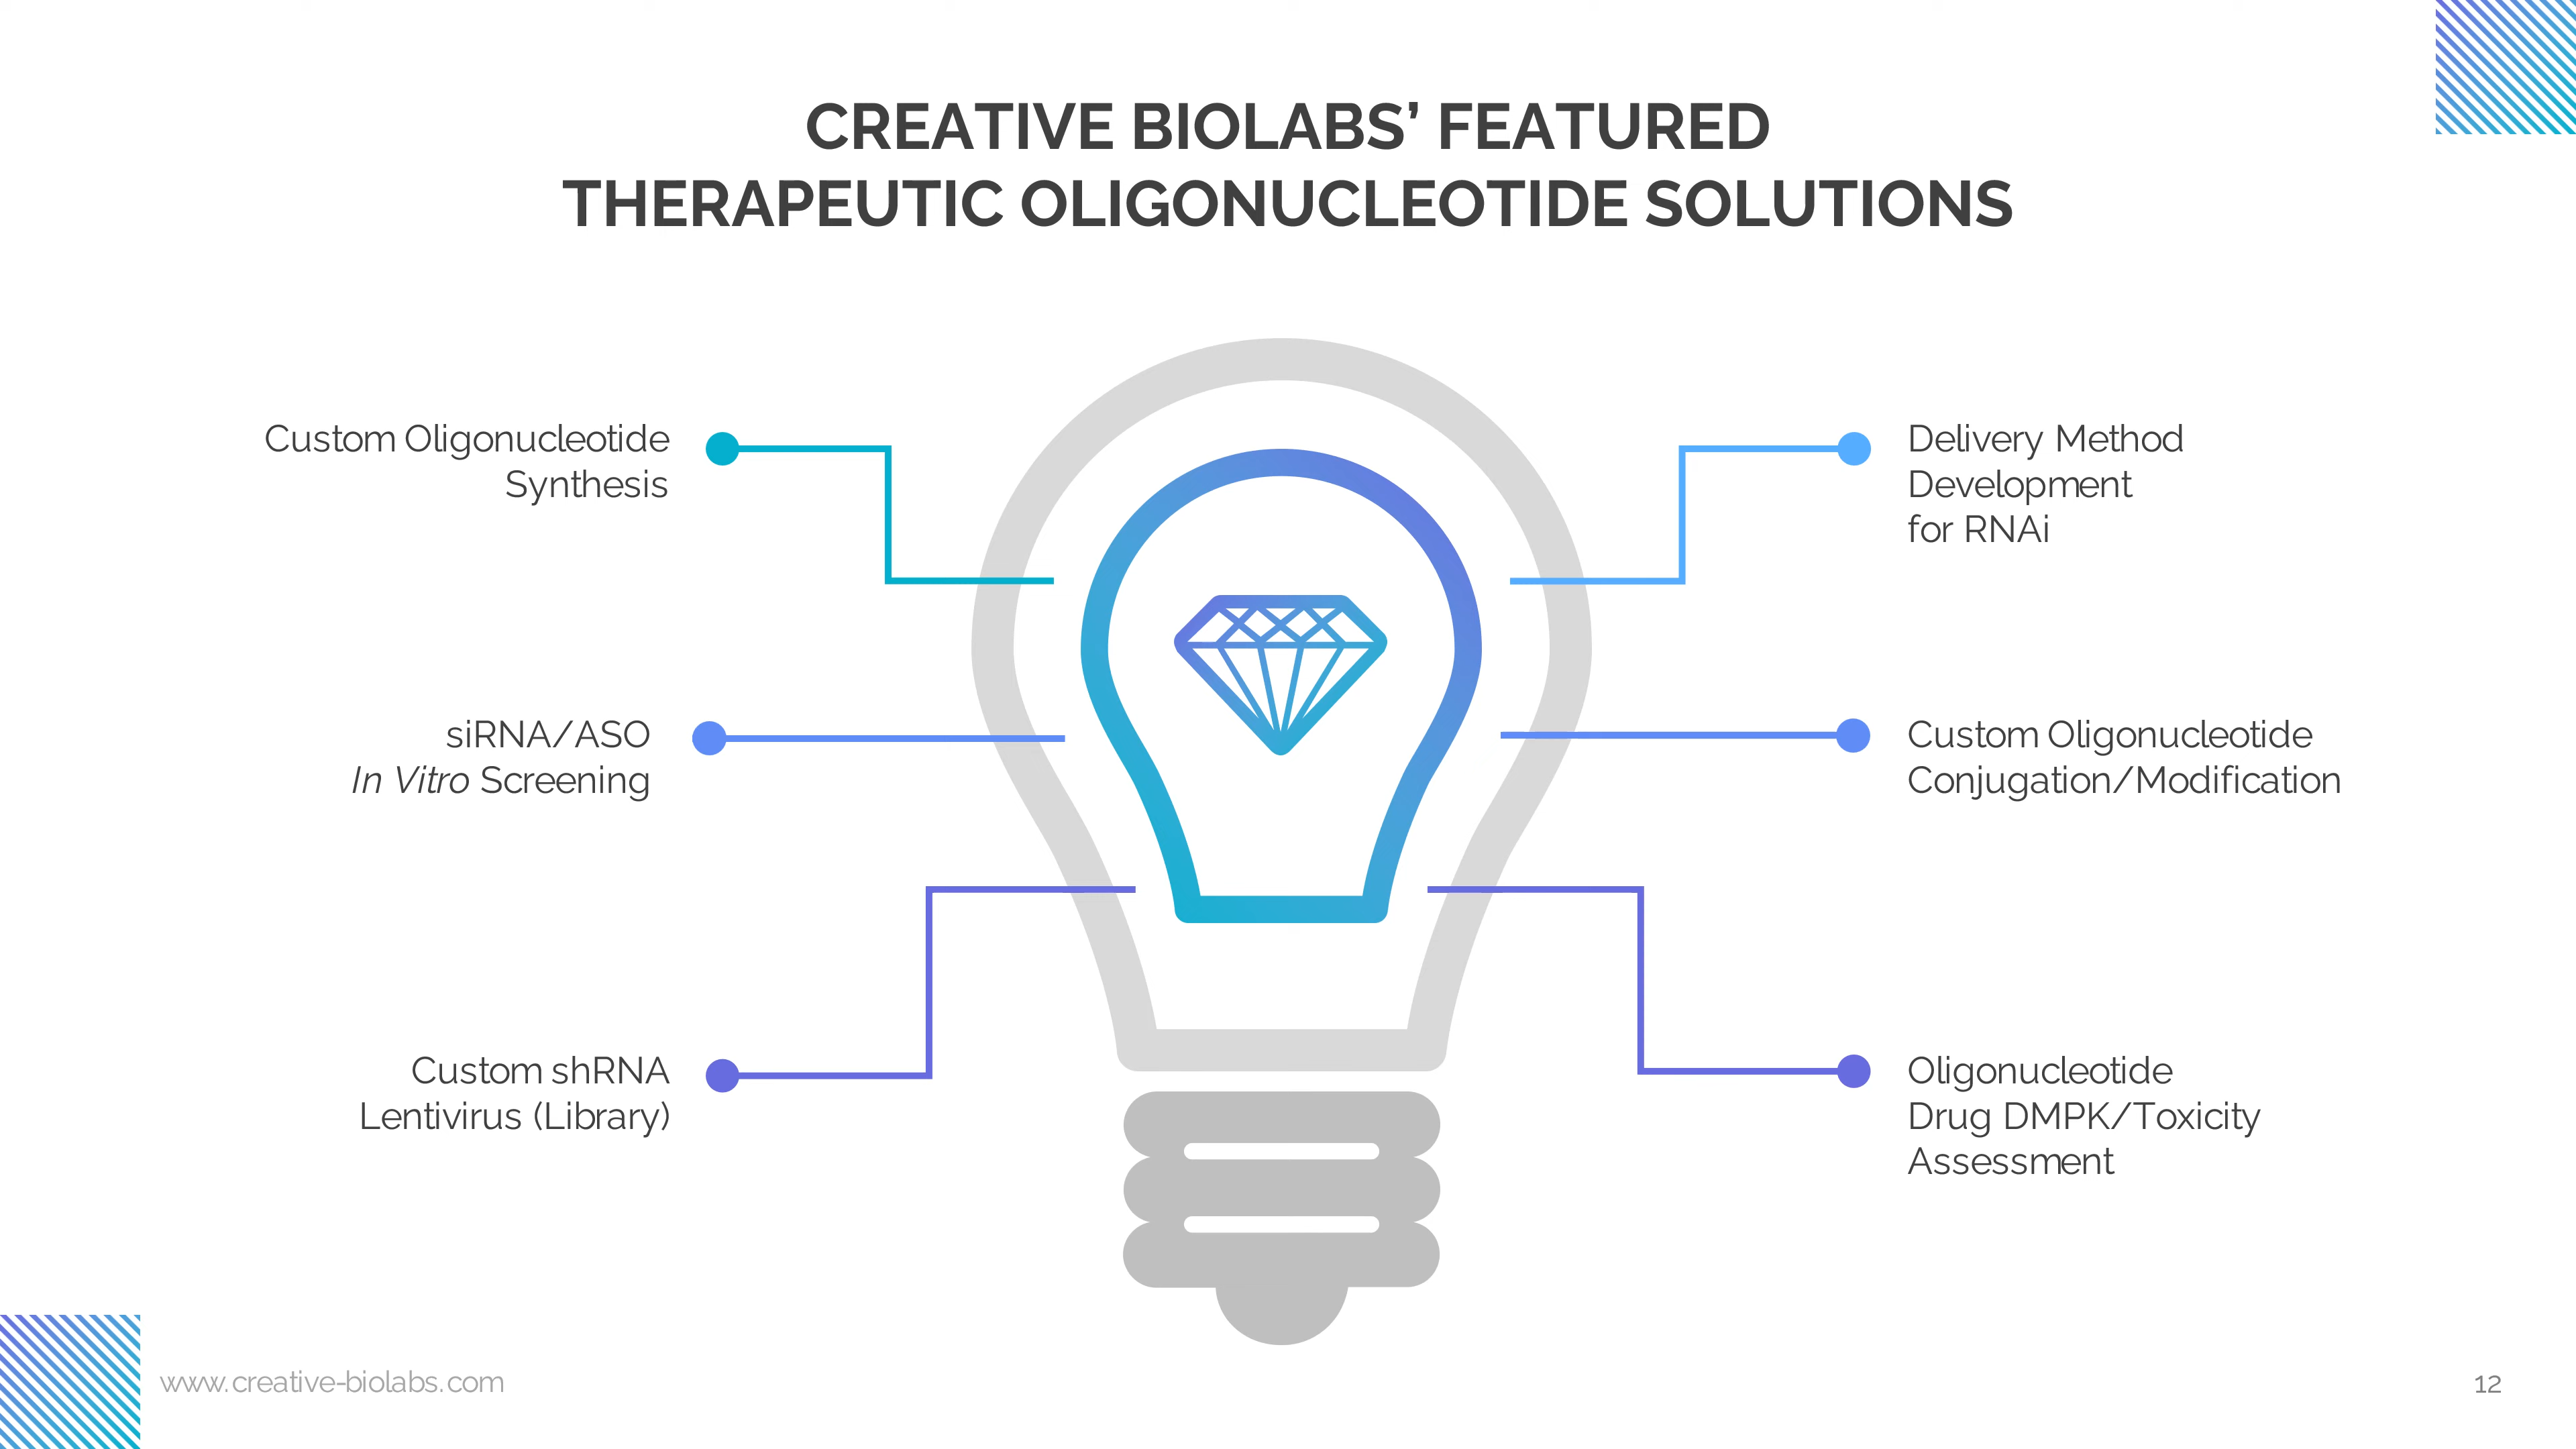 CREATIVE BIOLABS’ FEATURED
THERAPEUTIC OLIGONUCLEOTIDE SOLUTIONS
Custom Oligonucleotide
Synthesis
siRNA/ASO
In Vitro Screening
Custom shRNA
Lentivirus (Library)
Delivery Method
Development
for RNAi
Custom Oligonucleotide
Conjugation/Modification
Oligonucleotide
Drug DMPK/Toxicity
Assessment
www.creative-biolabs.com
12